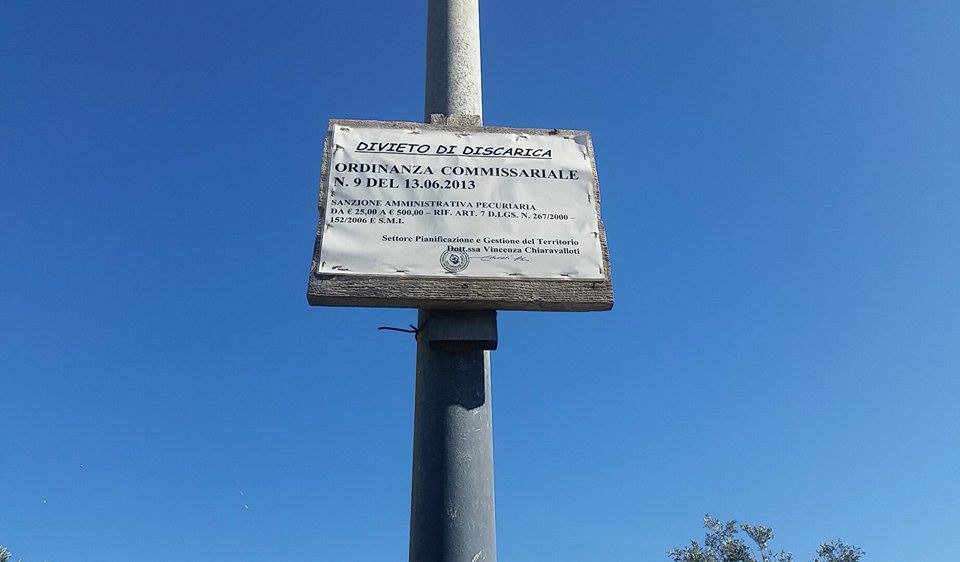 DIVIETO DI DISCARICA
ORDINANZA COMMISSARIALE
N. 9 DEL 13.06.2013
SANZIONE AMMINISTRATIVA PECURIARIA
DA € 25,00 A € 500,00 – RIF. ART. 7 D.LGS. N. 267/2000 –
152/2006 E S.M.I.
Settore Pianificazione e Gestione del Territorio
Dott.ssa Vincenza Chiaravalloti